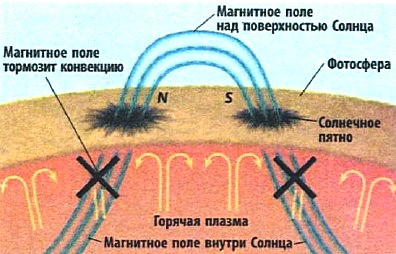 Магнитное поле
над поверхностью Солнца
Магнитное поле
тормозит конвекцию
Фотосфера
N
S
Солнечное
пятно
Горячая плазма
Магнитное поле внутри Солнца